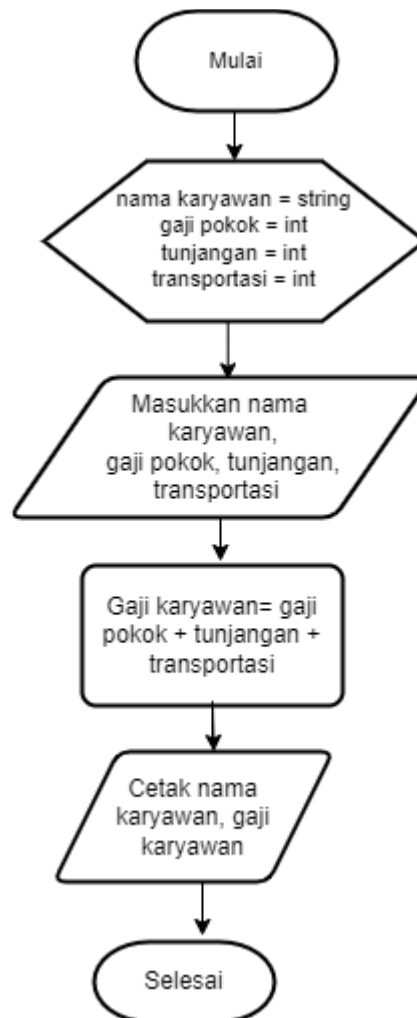 Mulai
nama karyawan = string
gaji pokok = int
tunjangan = int
transportasi = int
Masukkan nama
karyawan,
gaji pokok, tunjangan,
transportasi
Gaji karyawan= gaji
pokok + tunjangan +
transportasi
Cetak nama
karyawan, gaji
karyawan
Selesai